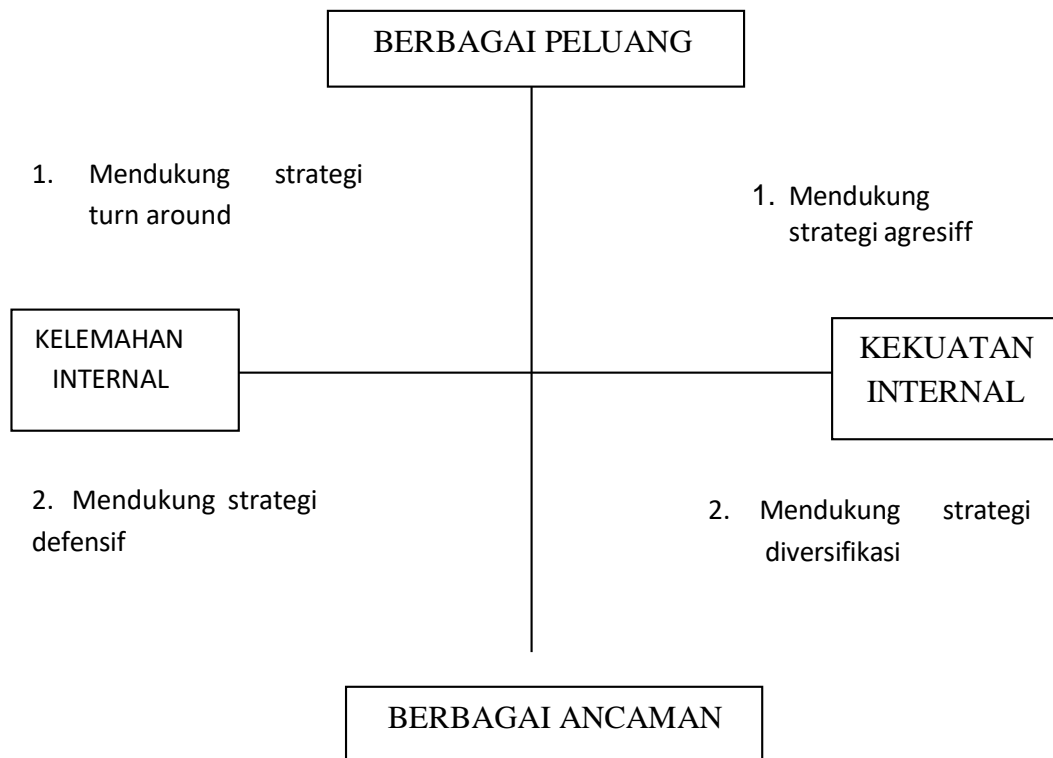 BERBAGAI PELUANG
1. Mendukung strategi
turn around
1. Mendukung
strategi agresiff
KELEMAHAN
INTERNAL
KEKUATAN
INTERNAL
2. Mendukung strategi
defensif
2. Mendukung strategi
diversifikasi
BERBAGAI ANCAMAN